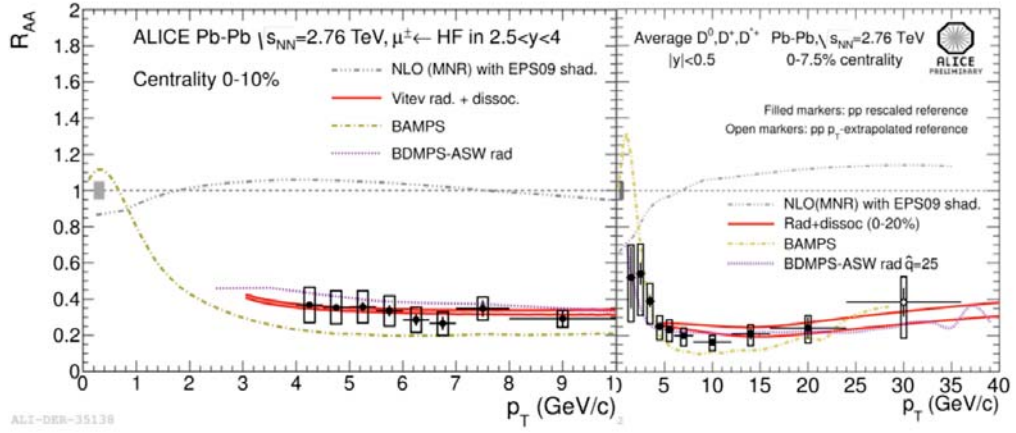 R_AA
2
1.8
1.6
1.4
1.2
1
0.8
0.6
0.4
0.2
0
ALICE Pb-Pb √s_NN=2.76 TeV, μ±← HF in 2.5<y<4
Centrality 0-10%
NLO (MNR) with EPS09 shad.
Vitev rad. + dissoc.
BAMPS
BDMPS-ASW rad
0 1 2 3 4 5 6 7 8 9 1
p_T (GeV/c)
ALI-DER-35138
Average D⁰,D⁺,D*⁺ Pb-Pb,√s_NN=2.76 TeV
|y|<0.5 0-7.5% centrality
ALICE
PRELIMINARY
Filled markers: pp rescaled reference
Open markers: pp p_T-extrapolated reference
NLO(MNR) with EPS09 shad.
Rad+dissoc (0-20%)
BAMPS
BDMPS-ASW rad q̂=25
0 5 10 15 20 25 30 35 40
p_T (GeV/c)